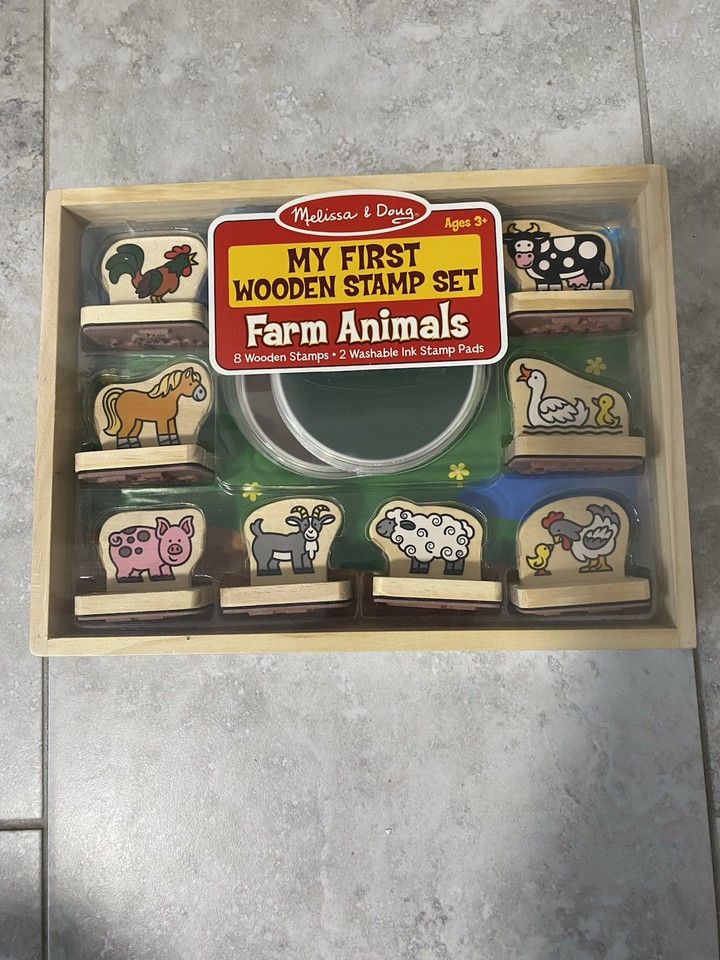 Melissa & Doug
Ages 3+
MY FIRST
WOODEN STAMP SET
Farm Animals
8 Wooden Stamps • 2 Washable Ink Stamp Pads